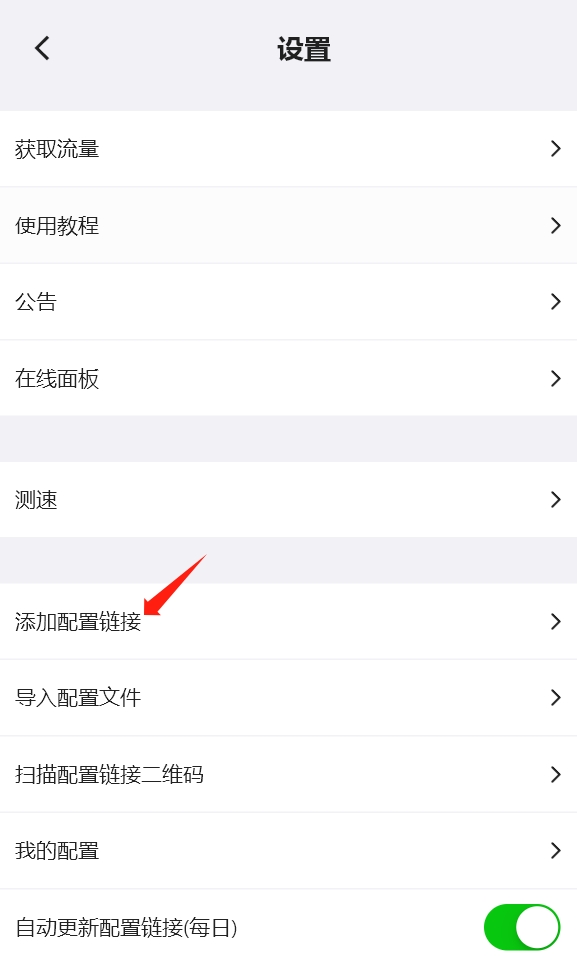 设置
获取流量
使用教程
公告
在线面板
测速
添加配置链接
导入配置文件
扫描配置链接二维码
我的配置
自动更新配置链接(每日)